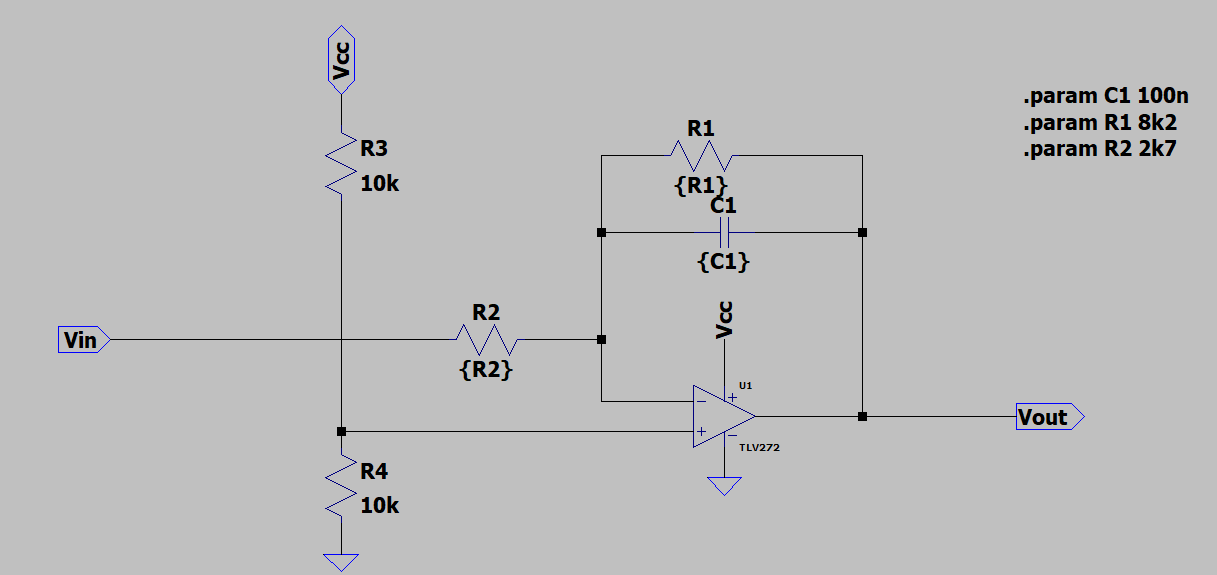 Vcc
R3
10k
R1
{R1}
C1
{C1}
.param C1 100n
.param R1 8k2
.param R2 2k7
Vin
R2
{R2}
Vcc
U1
TLV272
Vout
R4
10k